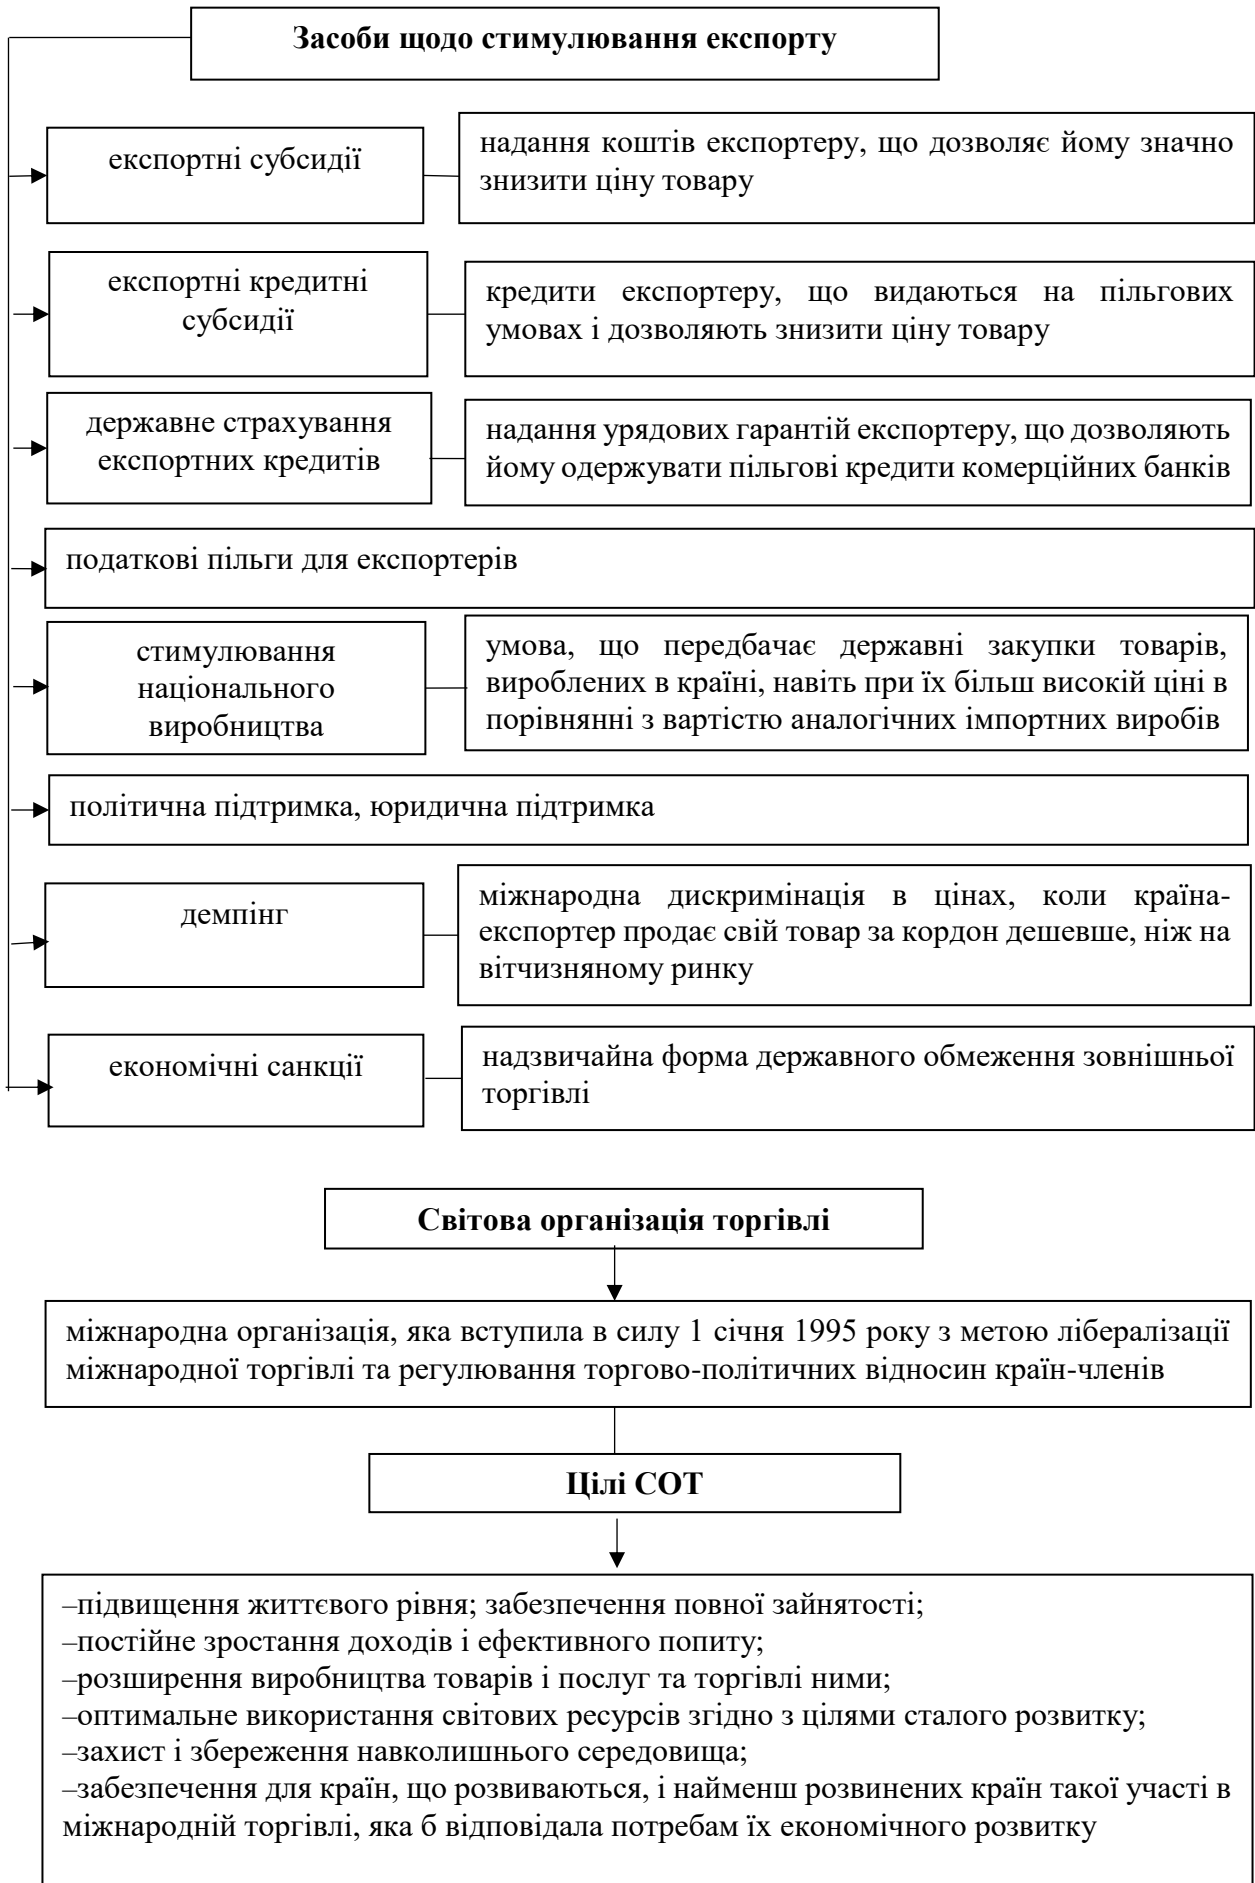 Засоби щодо стимулювання експорту
експортні субсидії
надання коштів експортеру, що дозволяє йому значно
знизити ціну товару
експортні кредитні
субсидії
кредити експортеру, що видаються на пільгових
умовах і дозволяють знизити ціну товару
державне страхування
експортних кредитів
надання урядових гарантій експортеру, що дозволяють
йому одержувати пільгові кредити комерційних банків
податкові пільги для експортерів
стимулювання
національного
виробництва
умова, що передбачає державні закупки товарів,
вироблених в країні, навіть при їх більш високій ціні в
порівнянні з вартістю аналогічних імпортних виробів
політична підтримка, юридична підтримка
демпінг
міжнародна дискримінація в цінах, коли країна-
експортер продає свій товар за кордон дешевше, ніж на
вітчизняному ринку
економічні санкції
надзвичайна форма державного обмеження зовнішньої
торгівлі
Світова організація торгівлі
міжнародна організація, яка вступила в силу 1 січня 1995 року з метою лібералізації
міжнародної торгівлі та регулювання торгово-політичних відносин країн-членів
Цілі СОТ
–підвищення життєвого рівня; забезпечення повної зайнятості;
–постійне зростання доходів і ефективного попиту;
–розширення виробництва товарів і послуг та торгівлі ними;
–оптимальне використання світових ресурсів згідно з цілями сталого розвитку;
–захист і збереження навколишнього середовища;
–забезпечення для країн, що розвиваються, і найменш розвинених країн такої участі в
міжнародній торгівлі, яка б відповідала потребам їх економічного розвитку